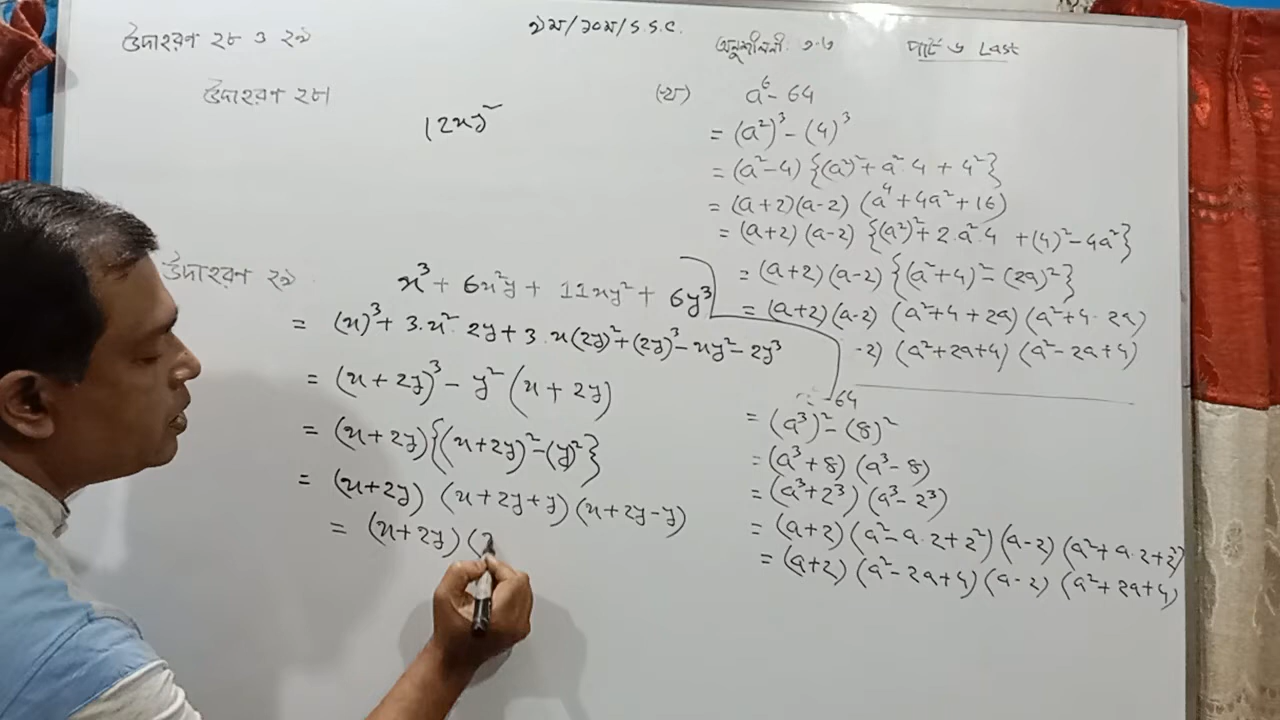 উদাহরণ ২৮ ও ২৯
৯ম/১০ম/S.S.C.
অনুশীলনী: ৩.৩
পার্ট ৬ Last
উদাহরণ ২৮।
12xy²
(খ) a⁶ - 64
= (a²)³ - (4)³
= (a²-4) {(a²)² + a²·4 + 4²}
= (a+2)(a-2) (a⁴+4a²+16)
= (a+2)(a-2) {(a²)²+2·a²·4 +(4)²-4a²}
= (a+2)(a-2) {(a²+4)²-(2a)²}
= (a+2)(a-2) (a²+4+2a) (a²+4-2a)
-2) (a²+2a+4) (a²-2a+4)
উদাহরণ ২৯
x³ + 6x²y + 11xy² + 6y³
= (x)³ + 3·x²·2y + 3·x(2y)² + (2y)³ - xy² - 2y³
= (x+2y)³ - y² (x+2y)
= (x+2y){(x+2y)²-(y)²}
= (x+2y) (x+2y+y)(x+2y-y)
= (x+2y)(
-64
= (a³)² - (8)²
= (a³+8) (a³-8)
= (a³+2³) (a³-2³)
= (a+2) (a²-a·2+2²)(a-2) (a²+a·2+2²)
= (a+2) (a²-2a+4)(a-2) (a²+2a+4)